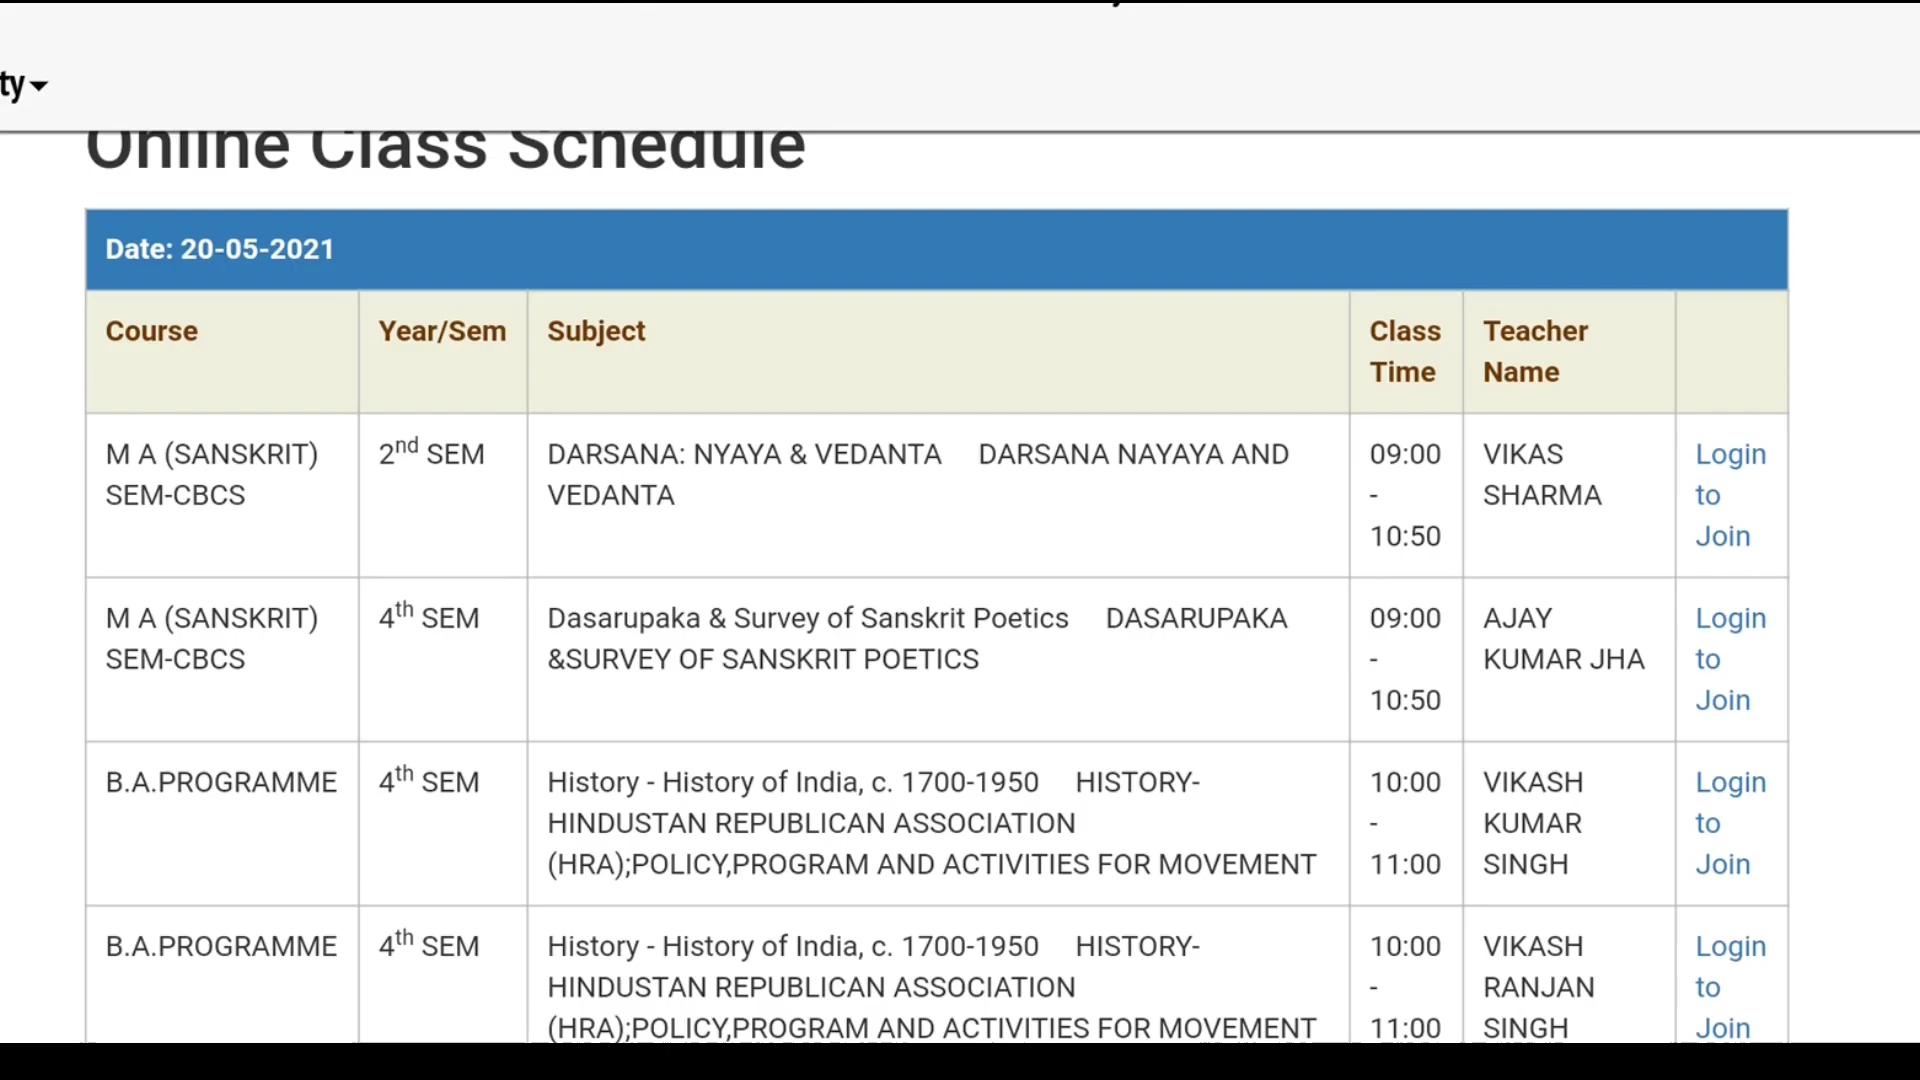 ty
Online Class Schedule
Date: 20-05-2021
Course Year/Sem Subject Class Time Teacher Name
M A (SANSKRIT) SEM-CBCS
2nd SEM
DARSANA: NYAYA & VEDANTA DARSANA NAYAYA AND
VEDANTA
09:00
-
10:50
VIKAS
SHARMA
Login
to
Join
M A (SANSKRIT)
SEM-CBCS
4th SEM
Dasarupaka & Survey of Sanskrit Poetics DASARUPAKA
&SURVEY OF SANSKRIT POETICS
09:00
-
10:50
AJAY
KUMAR JHA
Login
to
Join
B.A.PROGRAMME
4th SEM
History - History of India, c. 1700-1950 HISTORY-
HINDUSTAN REPUBLICAN ASSOCIATION
(HRA);POLICY,PROGRAM AND ACTIVITIES FOR MOVEMENT
10:00
-
11:00
VIKASH
KUMAR
SINGH
Login
to
Join
B.A.PROGRAMME
4th SEM
History - History of India, c. 1700-1950 HISTORY-
HINDUSTAN REPUBLICAN ASSOCIATION
(HRA);POLICY,PROGRAM AND ACTIVITIES FOR MOVEMENT
10:00
-
11:00
VIKASH
RANJAN
SINGH
Login
to
Join